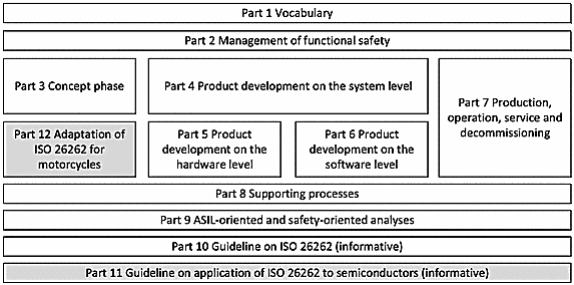 Part 1 Vocabulary
Part 2 Management of functional safety
Part 3 Concept phase
Part 4 Product development on the system level
Part 7 Production,
operation, service and
decommissioning
Part 12 Adaptation of
ISO 26262 for
motorcycles
Part 5 Product
development on the
hardware level
Part 6 Product
development on the
software level
Part 8 Supporting processes
Part 9 ASIL-oriented and safety-oriented analyses
Part 10 Guideline on ISO 26262 (informative)
Part 11 Guideline on application of ISO 26262 to semiconductors (informative)